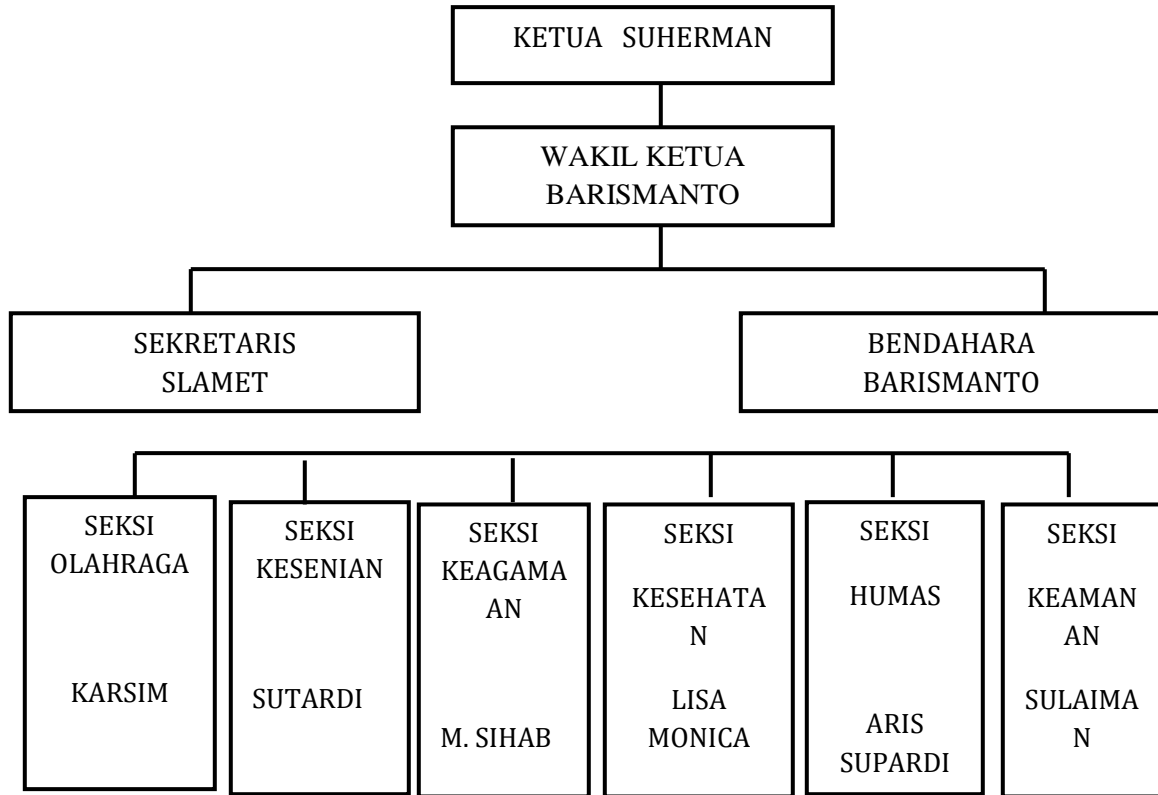 KETUA SUHERMAN
WAKIL KETUA
BARISMANTO
SEKRETARIS
SLAMET
BENDAHARA
BARISMANTO
SEKSI
OLAHRAGA
KARSIM
SEKSI
KESENIAN
SUTARDI
SEKSI
KEAGAMA
AN
M. SIHAB
SEKSI
KESEHATA
N
LISA
MONICA
SEKSI
HUMAS
ARIS
SUPARDI
SEKSI
KEAMAN
AN
SULAIMA
N